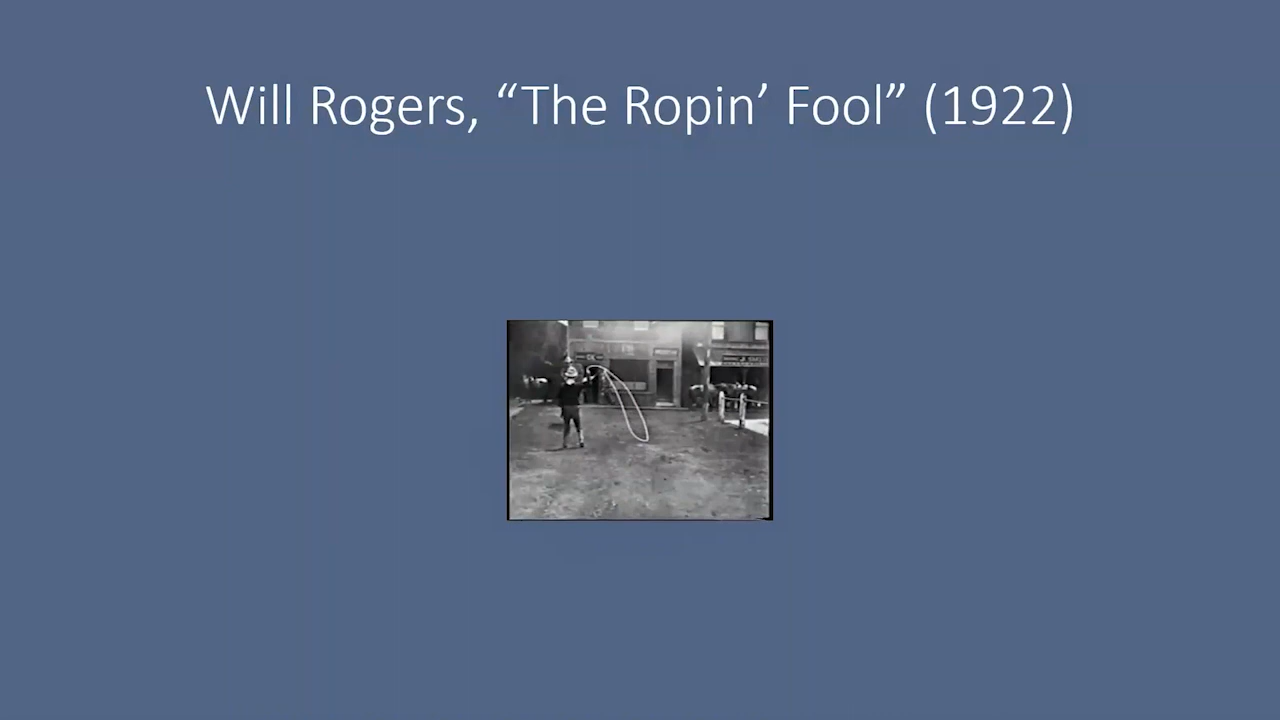 Will Rogers, “The Ropin’ Fool” (1922)